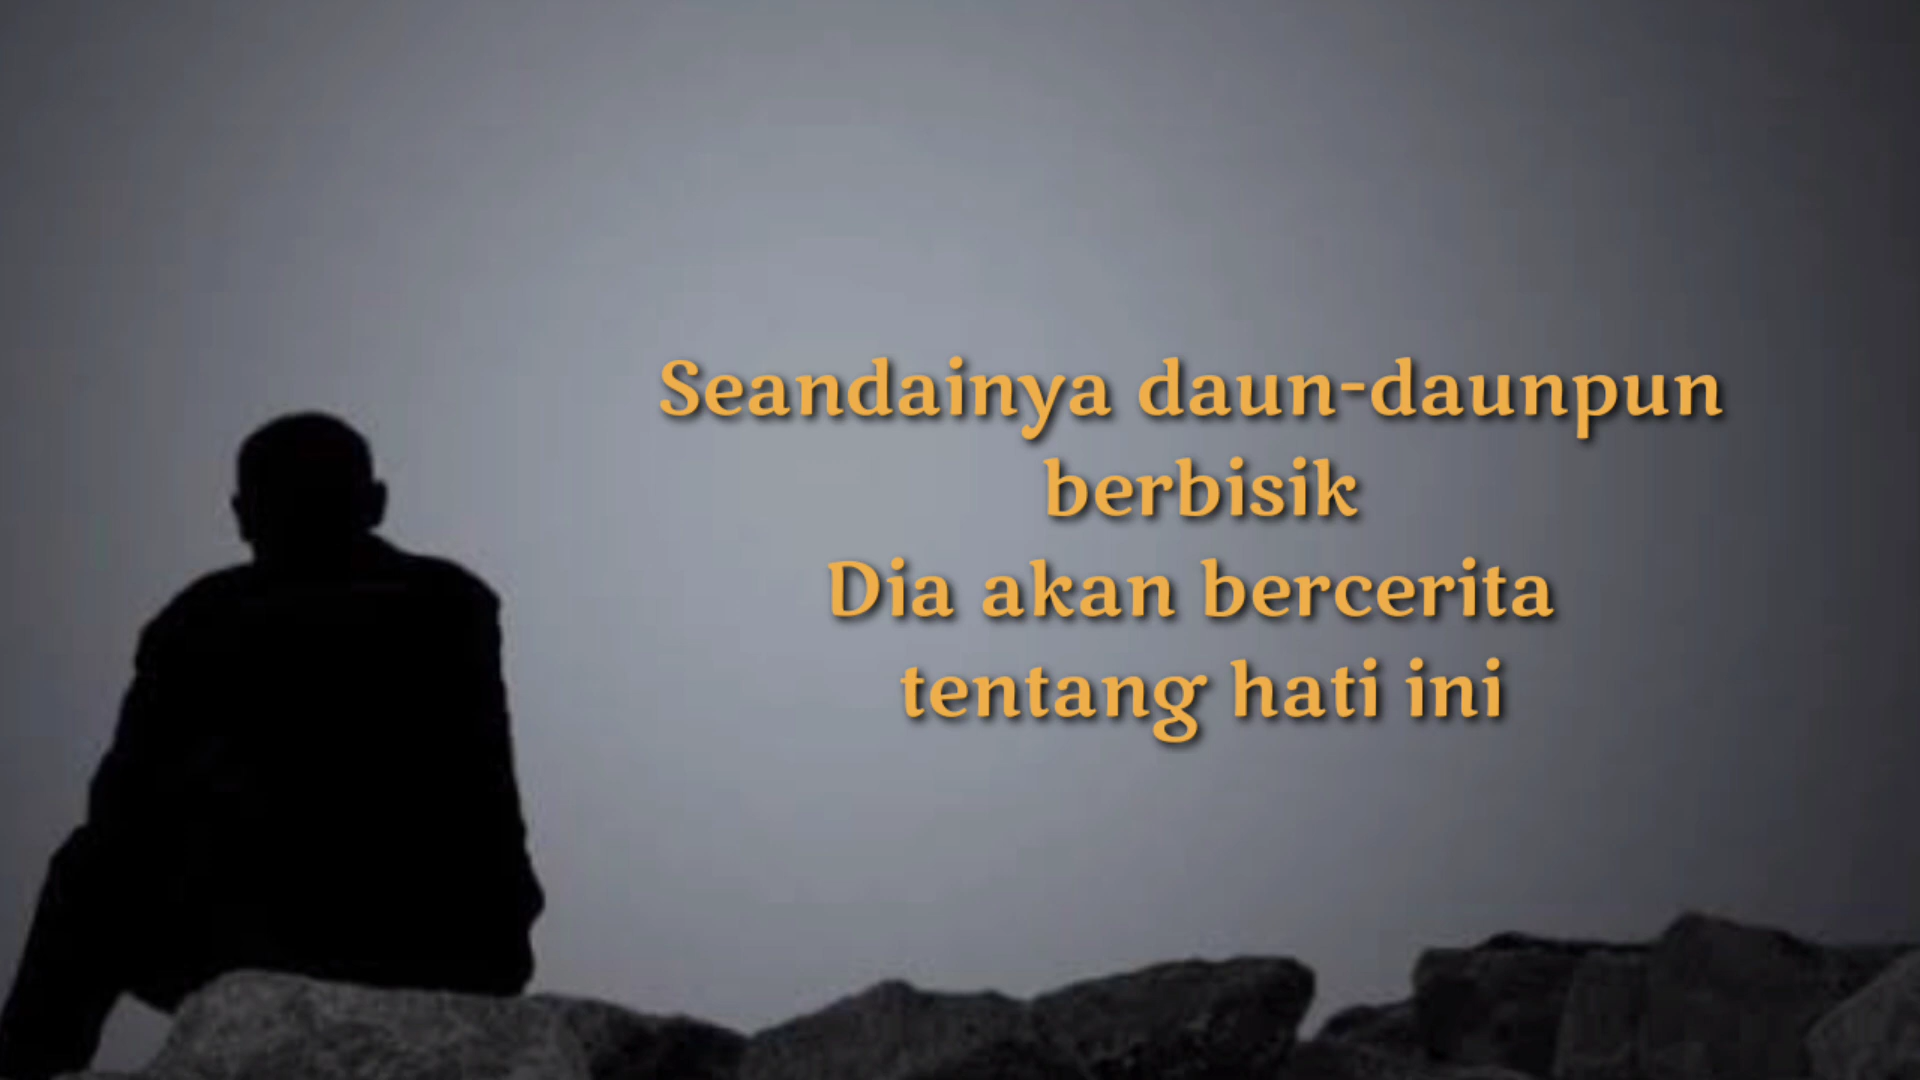 Seandainya daun-daunpun
berbisik
Dia akan bercerita
tentang hati ini